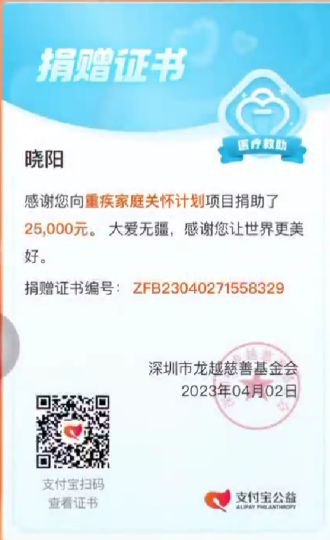 捐赠证书
医疗救助
晓阳
感谢您向重疾家庭关怀计划项目捐助了
25,000元。 大爱无疆，感谢您让世界更美
好。
捐赠证书编号： ZFB23040271558329
深圳市龙越慈善基金会
2023年04月02日
支付宝扫码
查看证书
支付宝公益
ALIPAY PHILANTHROPY